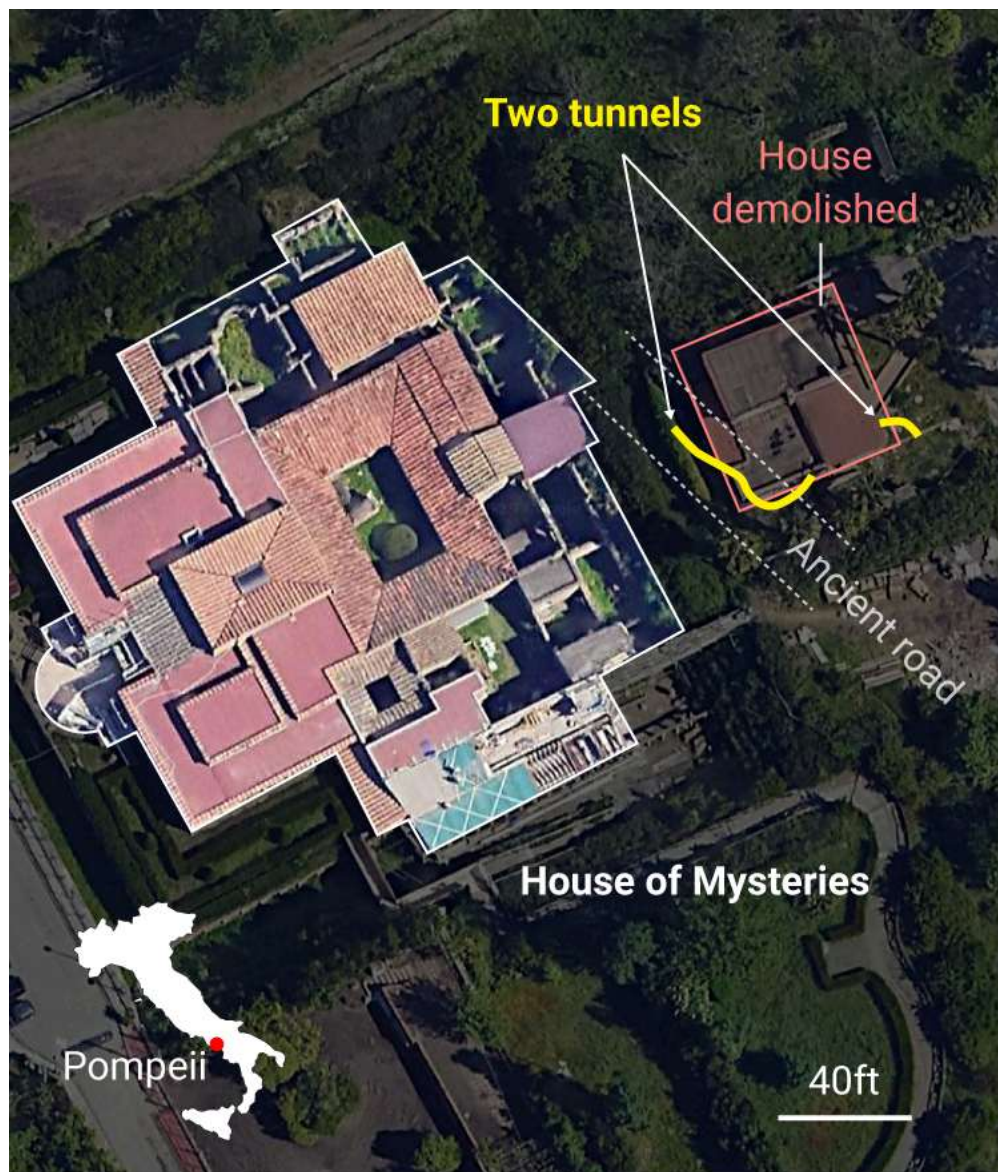 Two tunnels
House
demolished
Ancient road
House of Mysteries
Pompeii
40ft